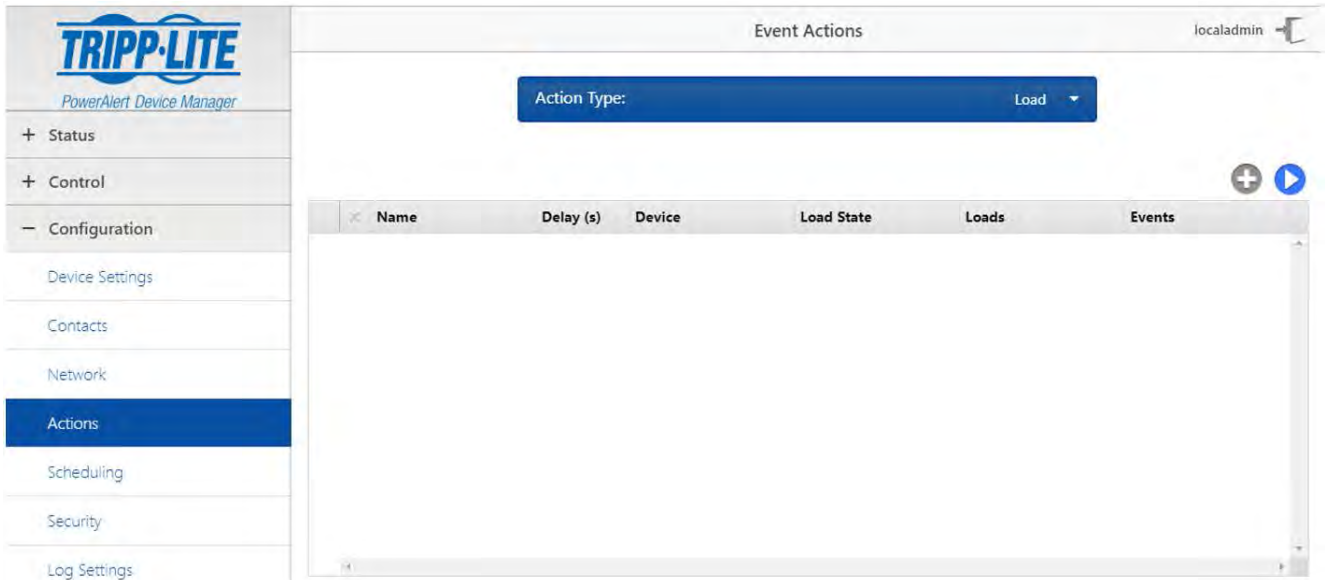 TRIPP·LITE
PowerAlert Device Manager
Event Actions
localadmin
Action Type:
Load
+ Status
+ Control
− Configuration
Device Settings
Contacts
Network
Actions
Scheduling
Security
Log Settings
Name Delay (s) Device Load State Loads Events